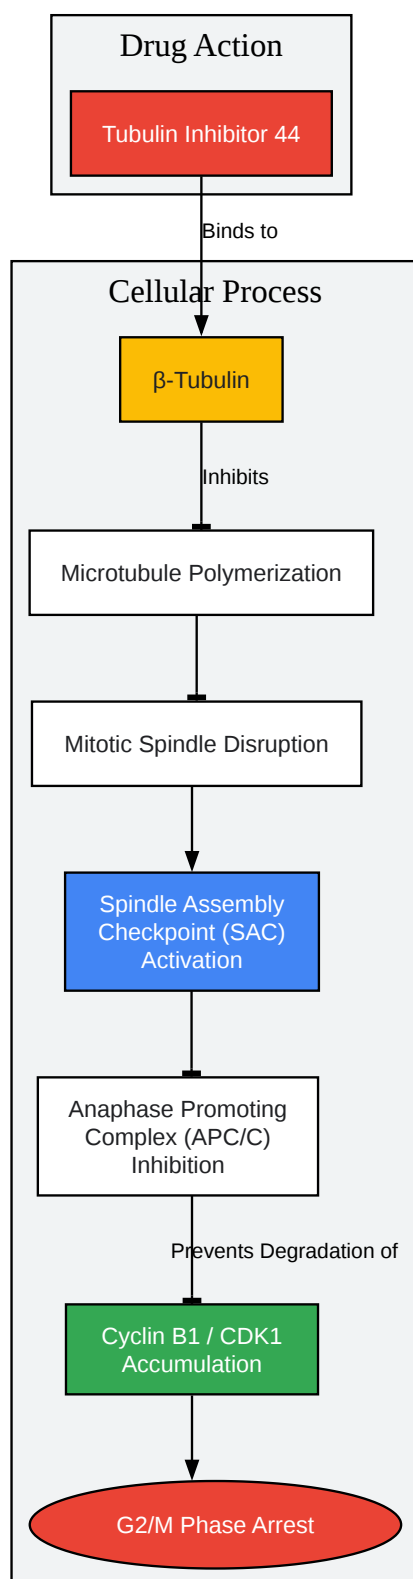 Drug Action
Tubulin Inhibitor 44
Binds to
Cellular Process
β-Tubulin
Inhibits
Microtubule Polymerization
Mitotic Spindle Disruption
Spindle Assembly
Checkpoint (SAC)
Activation
Anaphase Promoting
Complex (APC/C)
Inhibition
Prevents Degradation of
Cyclin B1 / CDK1
Accumulation
G2/M Phase Arrest